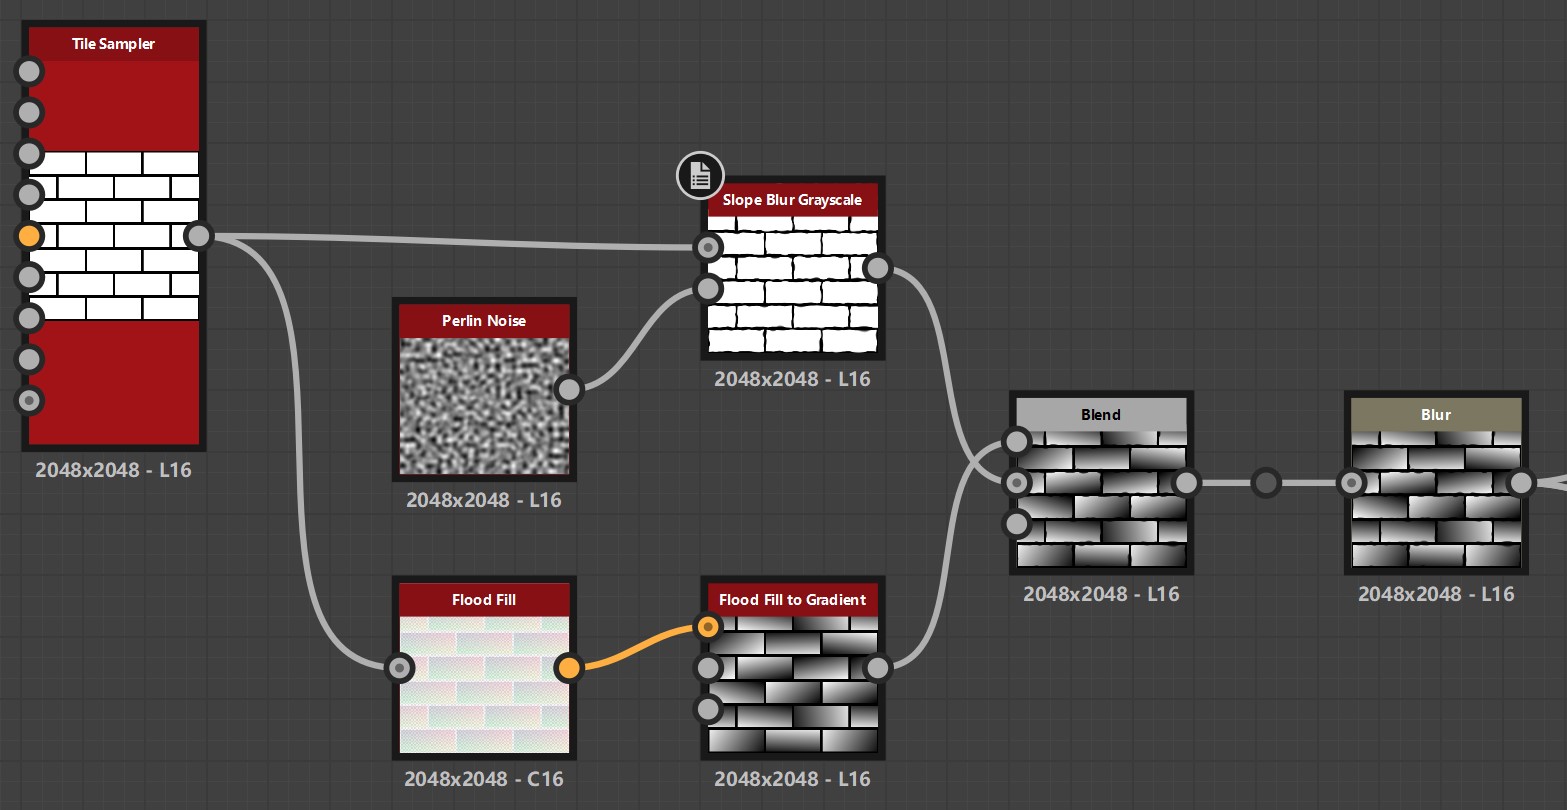 Tile Sampler
2048x2048 - L16
Perlin Noise
2048x2048 - L16
Slope Blur Grayscale
2048x2048 - L16
Flood Fill
2048x2048 - C16
Flood Fill to Gradient
2048x2048 - L16
Blend
2048x2048 - L16
Blur
2048x2048 - L16